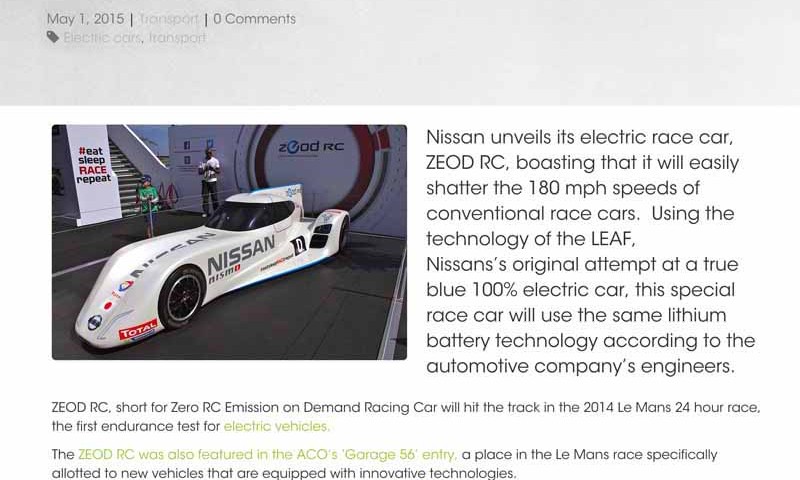 May 1, 2015 | Transport | 0 Comments
Electric cars, Transport
#eat
sleep
RACE
repeat
zeod RC
NISSAN
NISSAN
nismo
TOTAL
Nissan unveils its electric race car,
ZEOD RC, boasting that it will easily
shatter the 180 mph speeds of
conventional race cars. Using the
technology of the LEAF,
Nissans's original attempt at a true
blue 100% electric car, this special
race car will use the same lithium
battery technology according to the
automotive company's engineers.
ZEOD RC, short for Zero RC Emission on Demand Racing Car will hit the track in the 2014 Le Mans 24 hour race,
the first endurance test for electric vehicles.
The ZEOD RC was also featured in the ACO's 'Garage 56' entry, a place in the Le Mans race specifically
allotted to new vehicles that are equipped with innovative technologies.